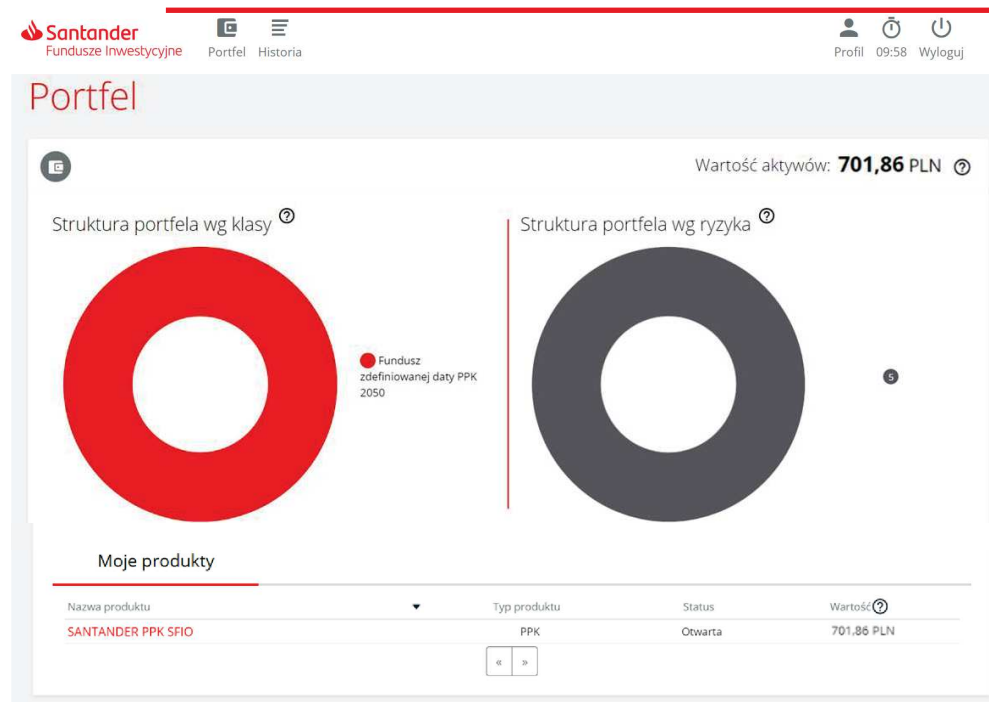 Santander
Fundusze Inwestycyjne
Portfel Historia
Profil 09:58 Wyloguj
Portfel
Wartość aktywów: 701,86 PLN ?
Struktura portfela wg klasy ?
Struktura portfela wg ryzyka ?
Fundusz
zdefiniowanej daty PPK
2050
5
Moje produkty
Nazwa produktu Typ produktu Status Wartość ?
SANTANDER PPK SFIO PPK Otwarta 701,86 PLN
« »